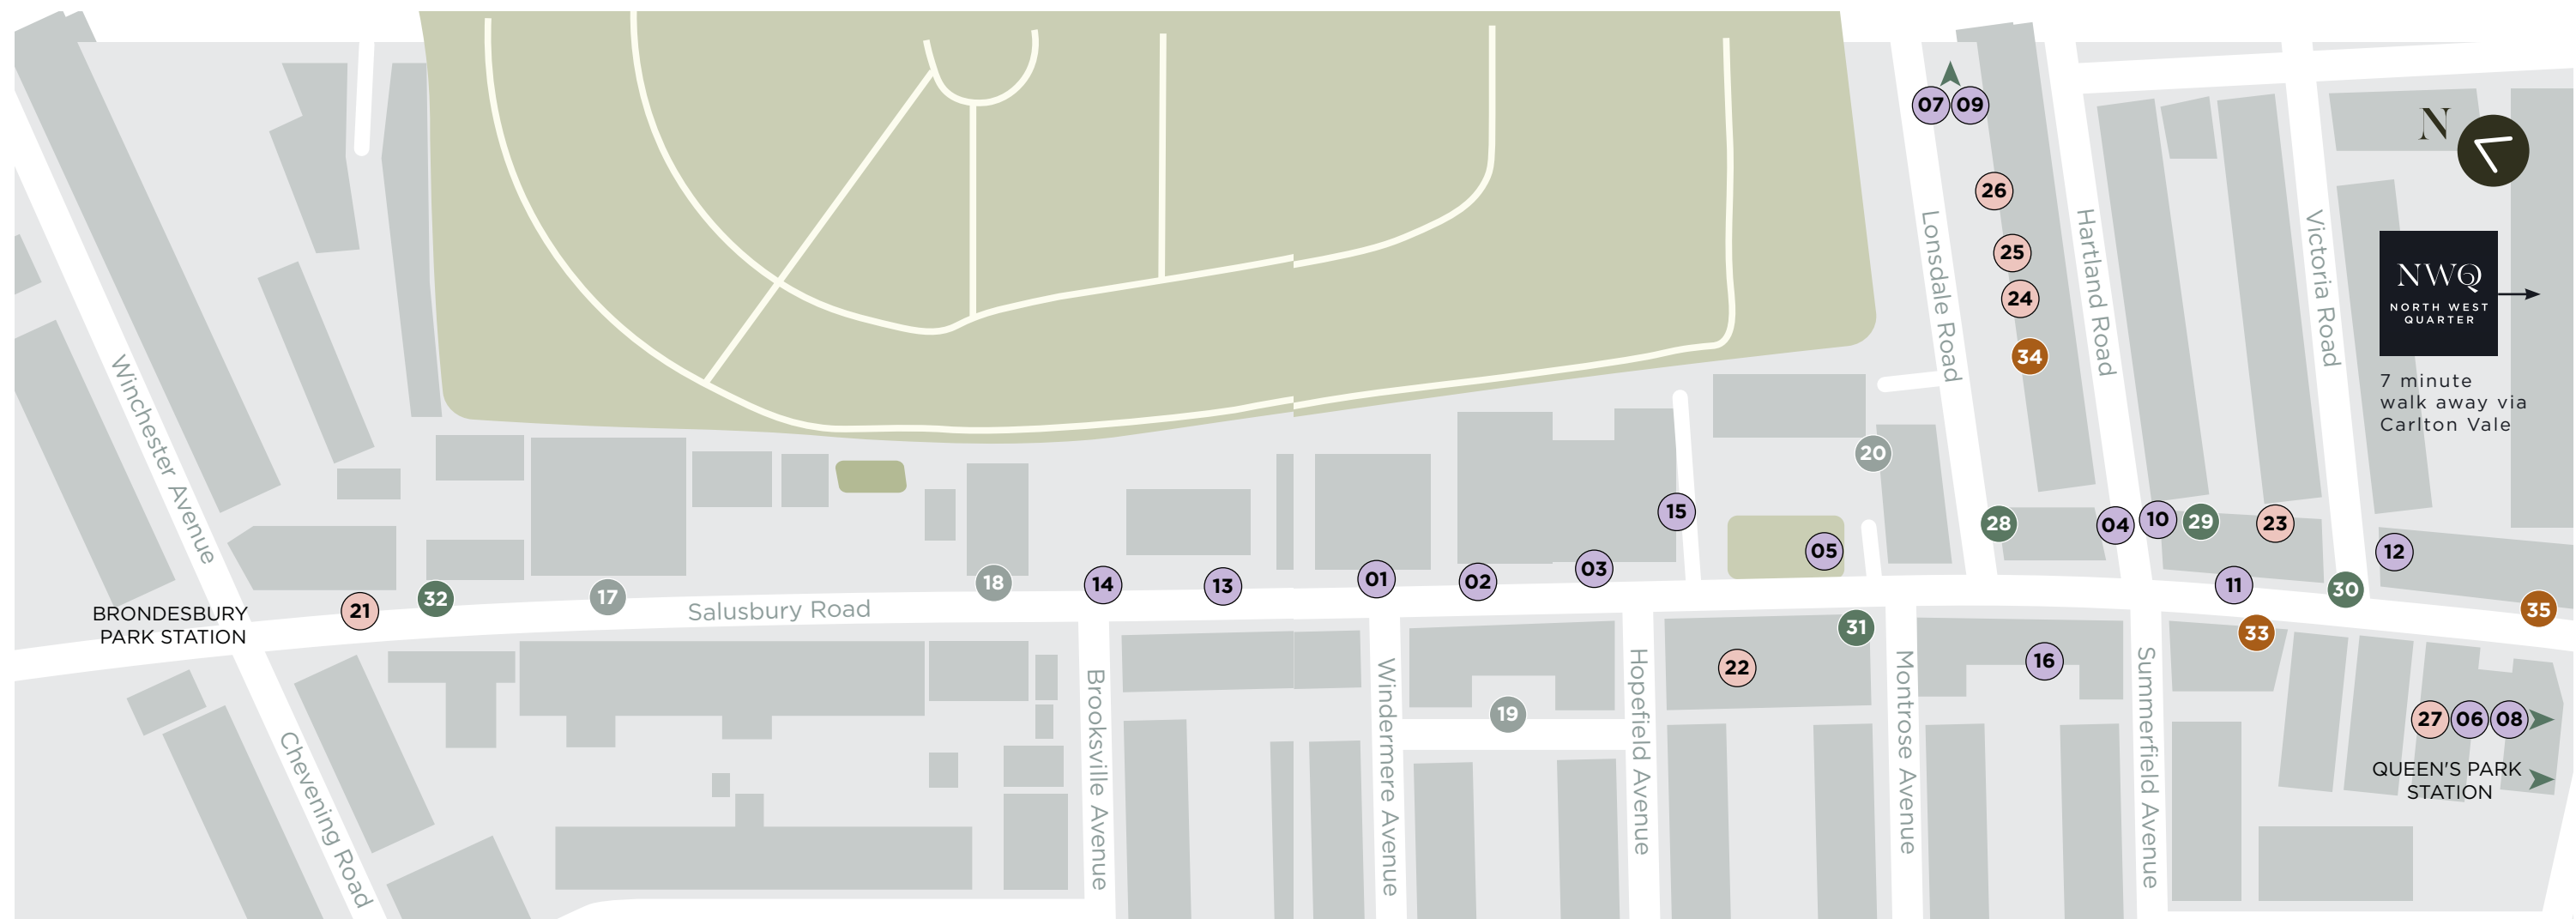 07
09
N
26
25
24
34
NWQ
NORTH WEST
QUARTER
7 minute
walk away via
Carlton Vale
Lonsdale Road
Hartland Road
Victoria Road
Winchester Avenue
20
15
28
04
10
29
23
12
05
01
02
03
14
13
18
17
32
21
11
30
35
BRONDESBURY
PARK STATION
Salusbury Road
31
33
22
16
19
27
06
08
QUEEN'S PARK
STATION
Chevening Road
Brooksville Avenue
Windermere Avenue
Hopefield Avenue
Montrose Avenue
Summerfield Avenue